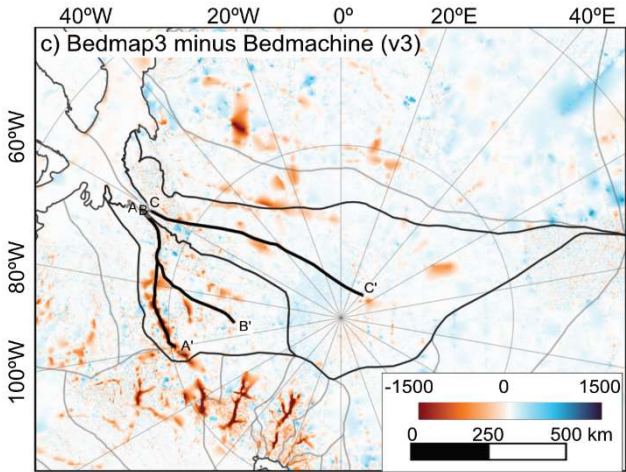 40ºW 20ºW 0º 20ºE 40ºE
c) Bedmap3 minus Bedmachine (v3)
60ºW
80ºW
100ºW
A B C
C'
B'
A'
-1500 0 1500
0 250 500 km